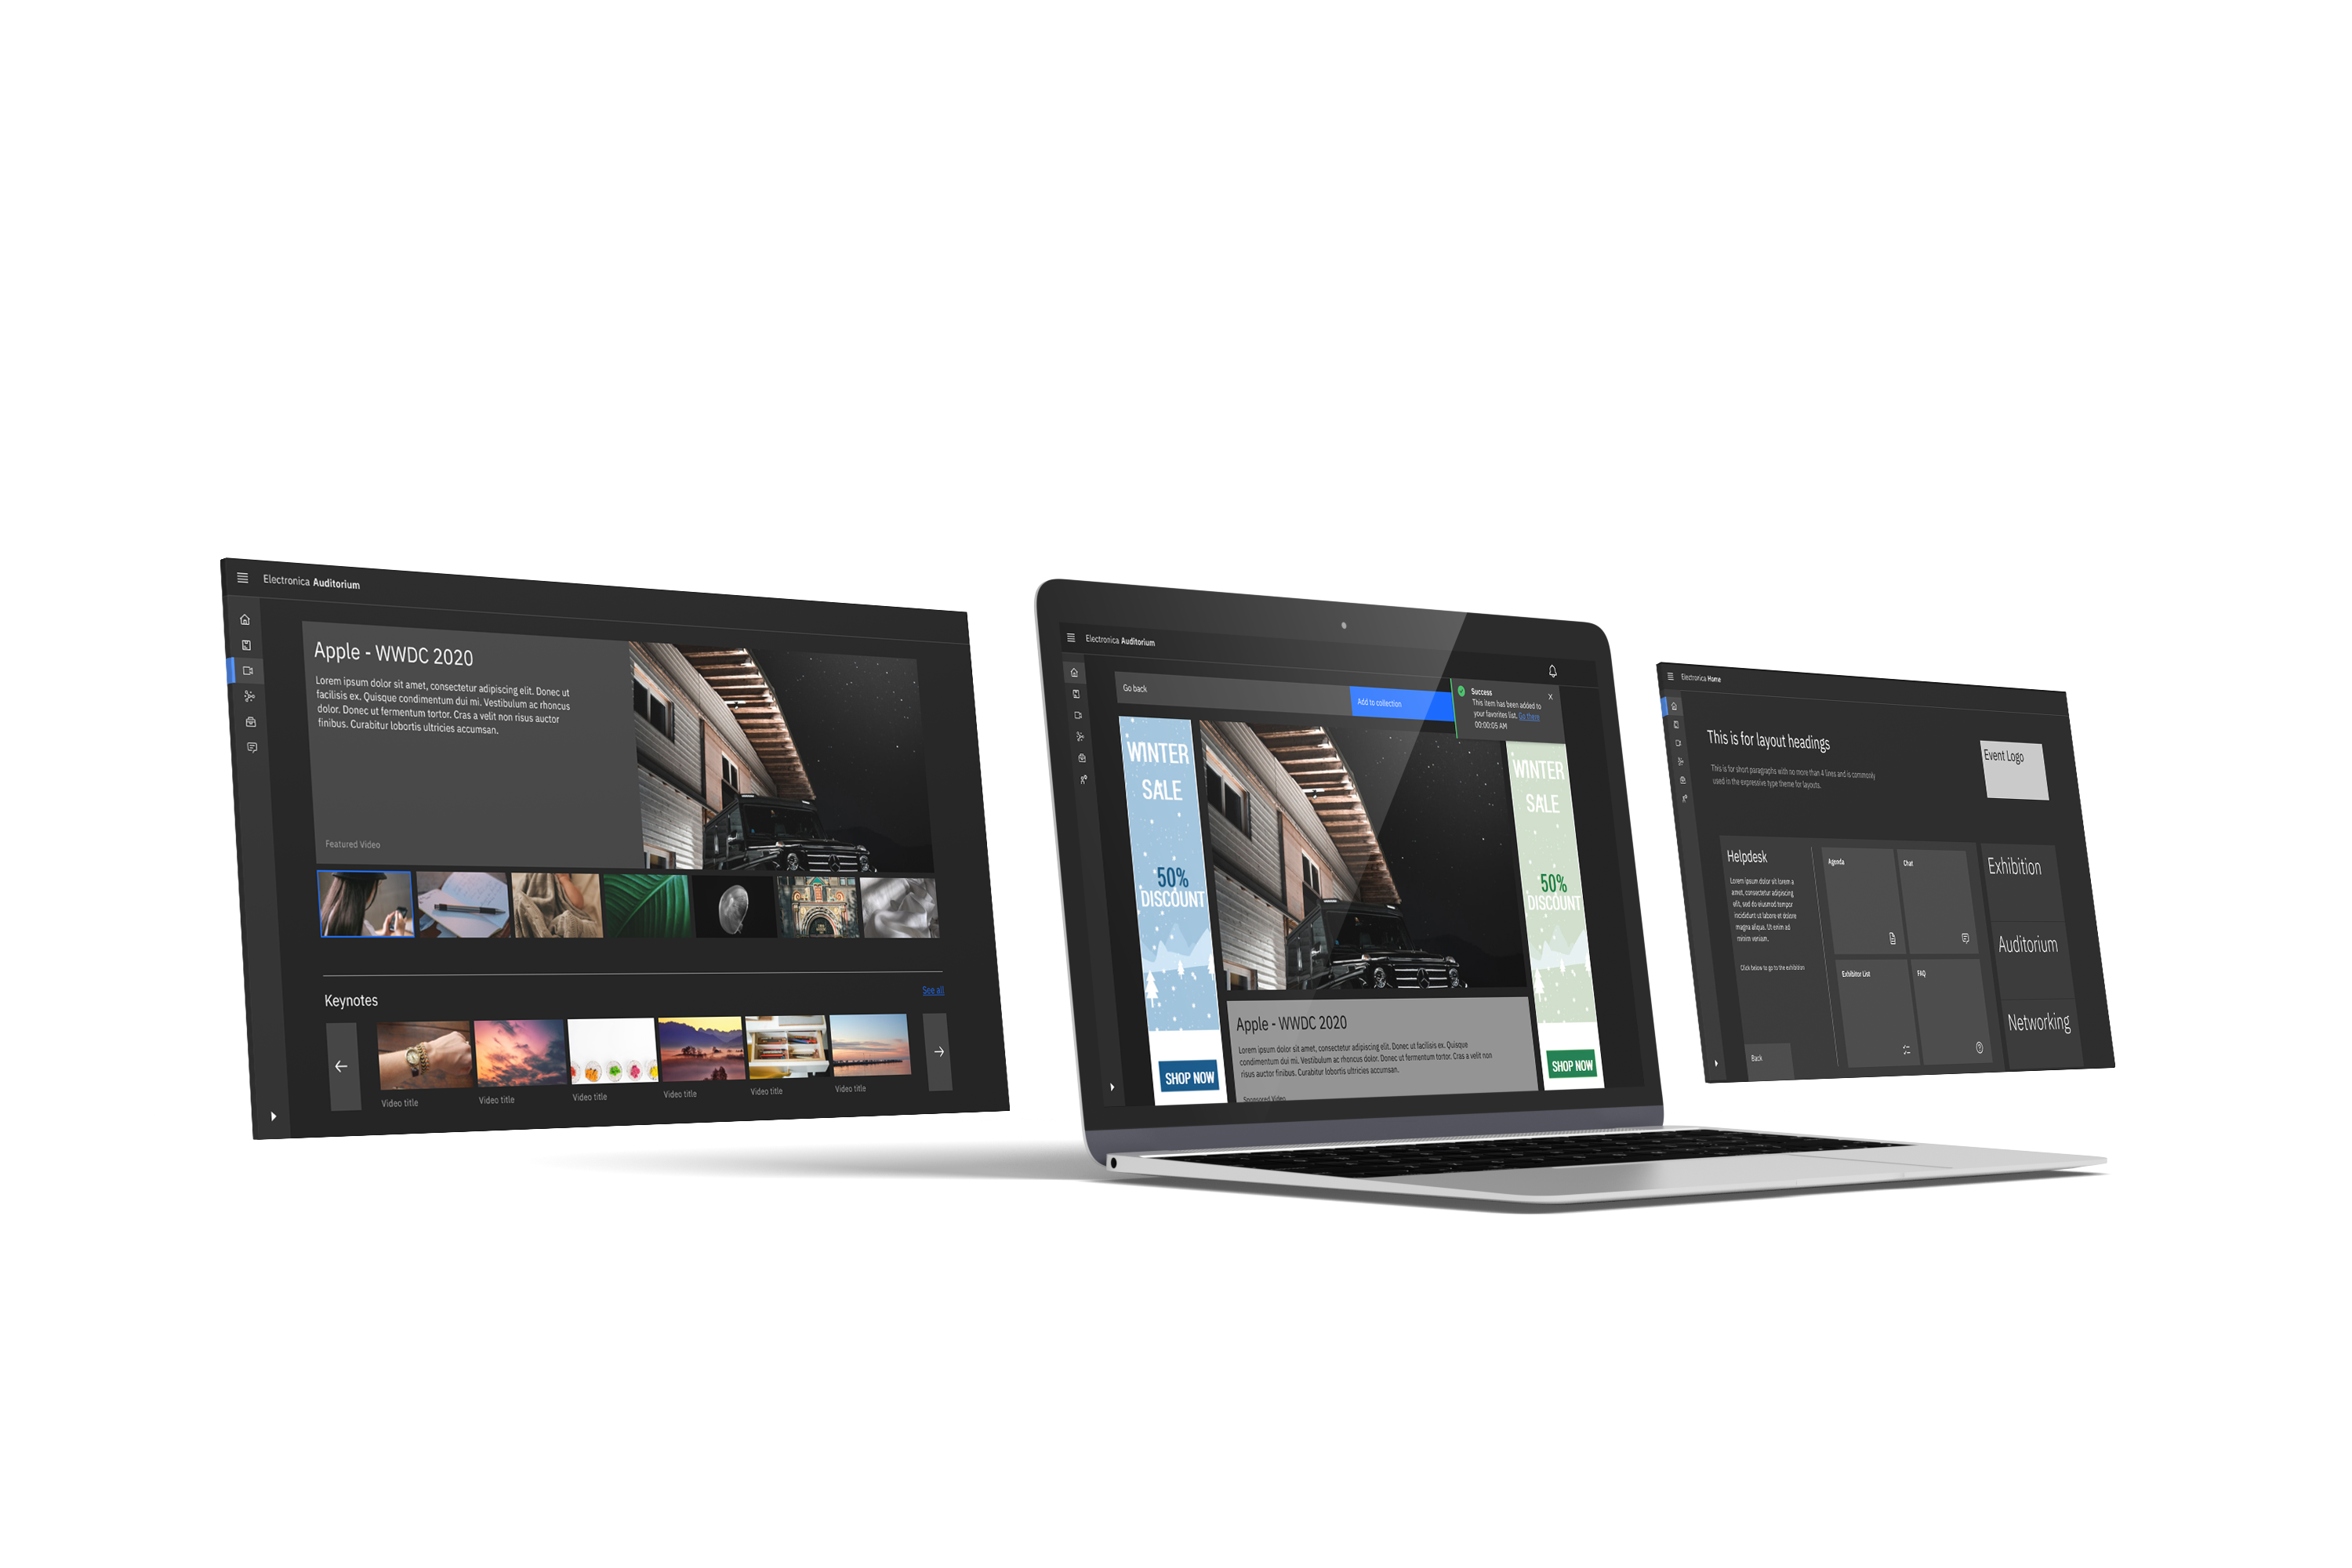 Electronica Auditorium
Apple - WWDC 2020
Lorem ipsum dolor sit amet, consectetur adipiscing elit. Donec ut
facilisis ex. Quisque condimentum dui mi. Vestibulum ac rhoncus
dolor. Donec ut fermentum tortor. Cras a velit non risus auctor
finibus. Curabitur lobortis ultricies accumsan.
Featured Video
Keynotes
See all
Video title
Video title
Video title
Video title
Video title
Video title
Electronica Auditorium
Go back
Add to collection
Success
This item has been added to
your favorites list. Go there
00:00:05 AM
WINTER
SALE
50%
DISCOUNT
SHOP NOW
Apple - WWDC 2020
Lorem ipsum dolor sit amet, consectetur adipiscing elit. Donec ut facilisis ex. Quisque
condimentum dui mi. Vestibulum ac rhoncus dolor. Donec ut fermentum tortor. Cras a velit non
risus auctor finibus. Curabitur lobortis ultricies accumsan.
Sponsored Video
WINTER
SALE
50%
DISCOUNT
SHOP NOW
Electronica Home
This is for layout headings
This is for short paragraphs with no more than 4 lines and is commonly
used in the expressive type theme for layouts.
Event Logo
Helpdesk
Lorem ipsum dolor sit lorem a
amet, consectetur adipiscing
elit, sed do eiusmod tempor
incididunt ut labore et dolore
magna aliqua. Ut enim ad
minim veniam.
Click below to go to the exhibition
Back
Agenda
Chat
Exhibitor List
FAQ
Exhibition
Auditorium
Networking